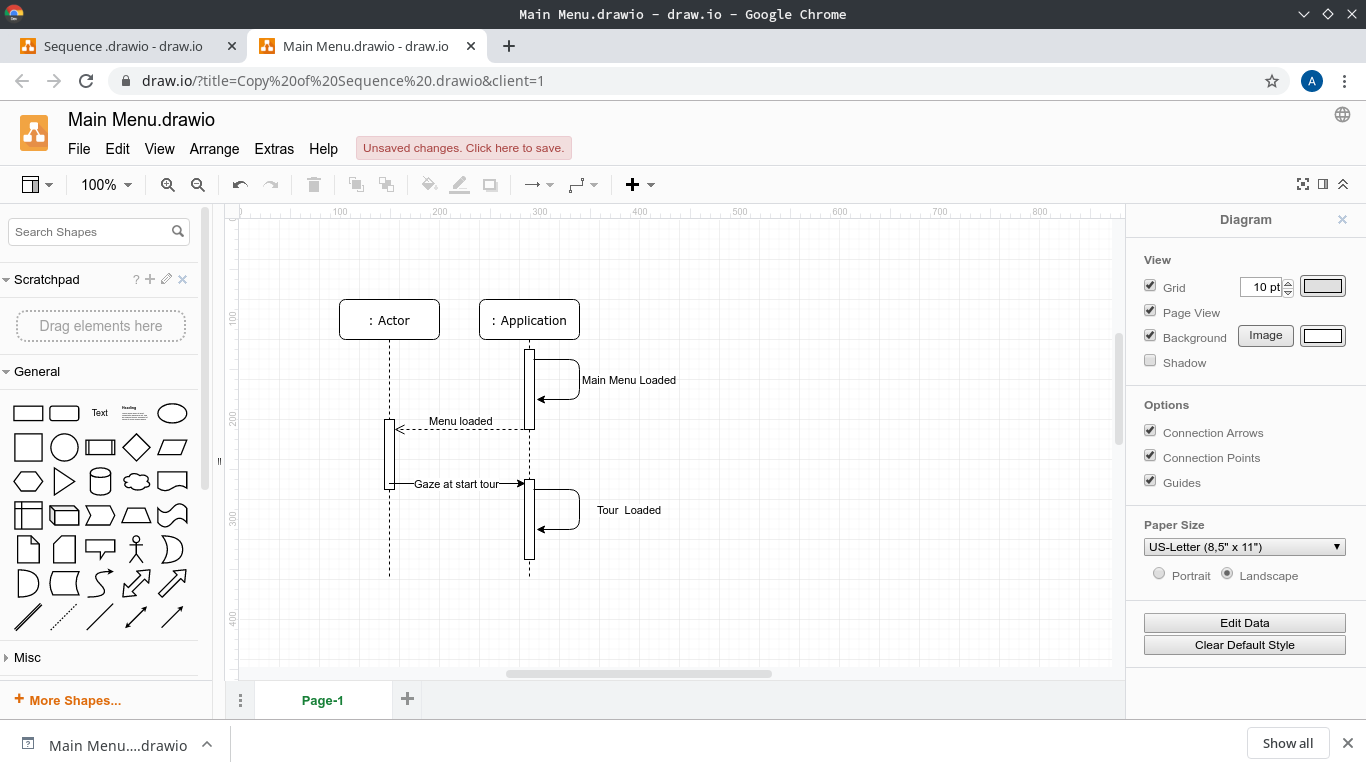 Main Menu.drawio - draw.io - Google Chrome
Sequence .drawio - draw.io
Main Menu.drawio - draw.io
draw.io/?title=Copy%20of%20Sequence%20.drawio&client=1
A
Main Menu.drawio
File Edit View Arrange Extras Help
Unsaved changes. Click here to save.
100%
Search Shapes
Scratchpad
?
Drag elements here
General
Text
Heading
Misc
+ More Shapes...
0 100 200 300 400 500 600 700 800
100
200
300
400
: Actor
: Application
Main Menu Loaded
Menu loaded
Gaze at start tour
Tour  Loaded
Page-1
Diagram
View
Grid
10 pt
Page View
Background
Image
Shadow
Options
Connection Arrows
Connection Points
Guides
Paper Size
US-Letter (8,5" x 11")
Portrait
Landscape
Edit Data
Clear Default Style
Main Menu....drawio
Show all